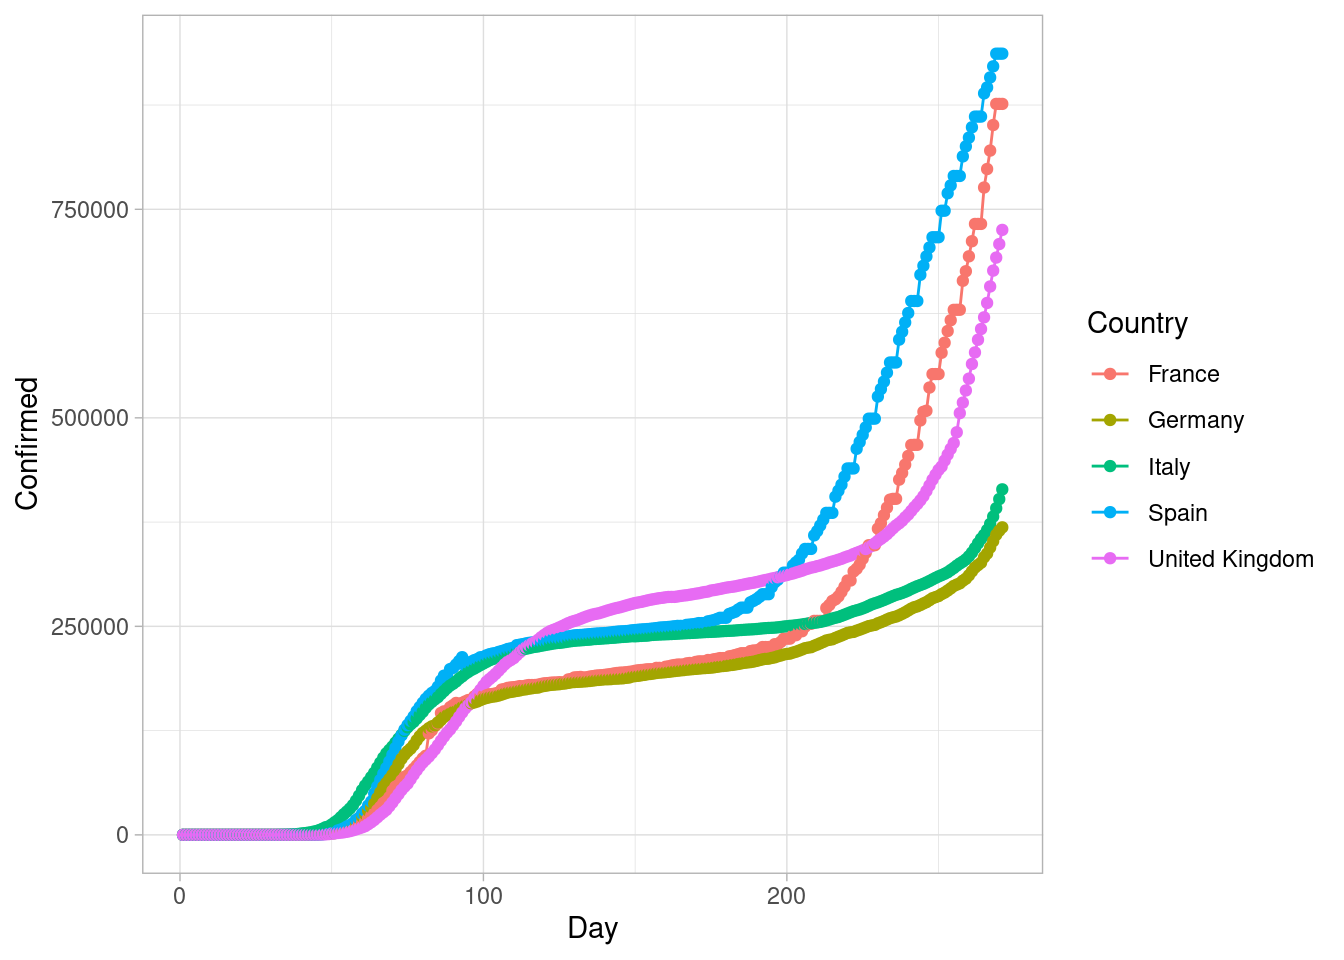 750000
500000
250000
0
Confirmed
0
100
200
Day
Country
France
Germany
Italy
Spain
United Kingdom